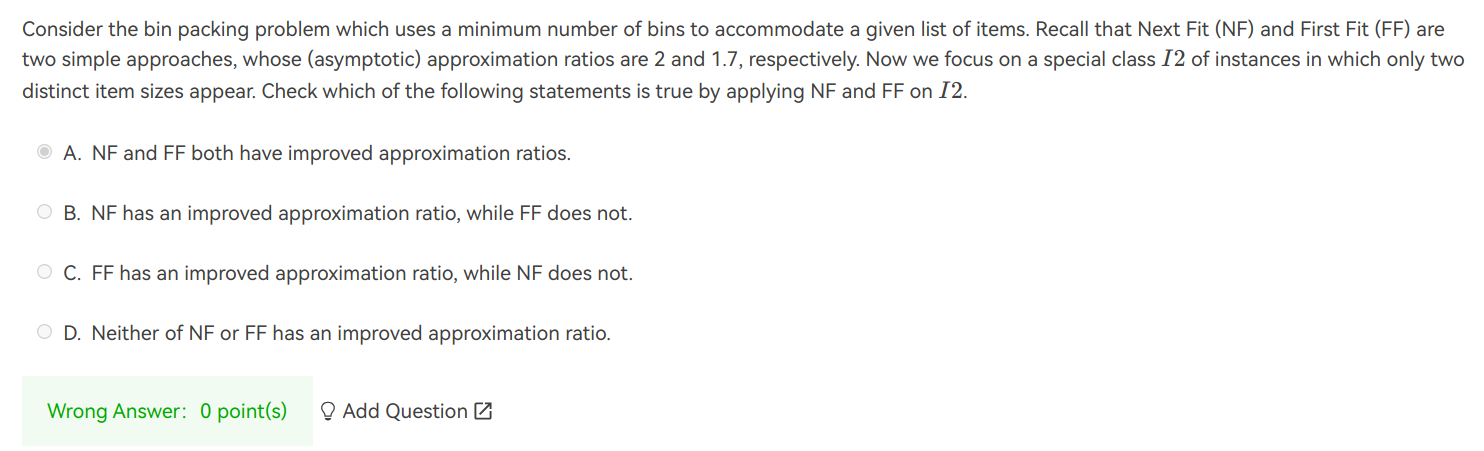 Consider the bin packing problem which uses a minimum number of bins to accommodate a given list of items. Recall that Next Fit (NF) and First Fit (FF) are
two simple approaches, whose (asymptotic) approximation ratios are 2 and 1.7, respectively. Now we focus on a special class I2 of instances in which only two
distinct item sizes appear. Check which of the following statements is true by applying NF and FF on I2.
A. NF and FF both have improved approximation ratios.
B. NF has an improved approximation ratio, while FF does not.
C. FF has an improved approximation ratio, while NF does not.
D. Neither of NF or FF has an improved approximation ratio.
Wrong Answer: 0 point(s) Add Question